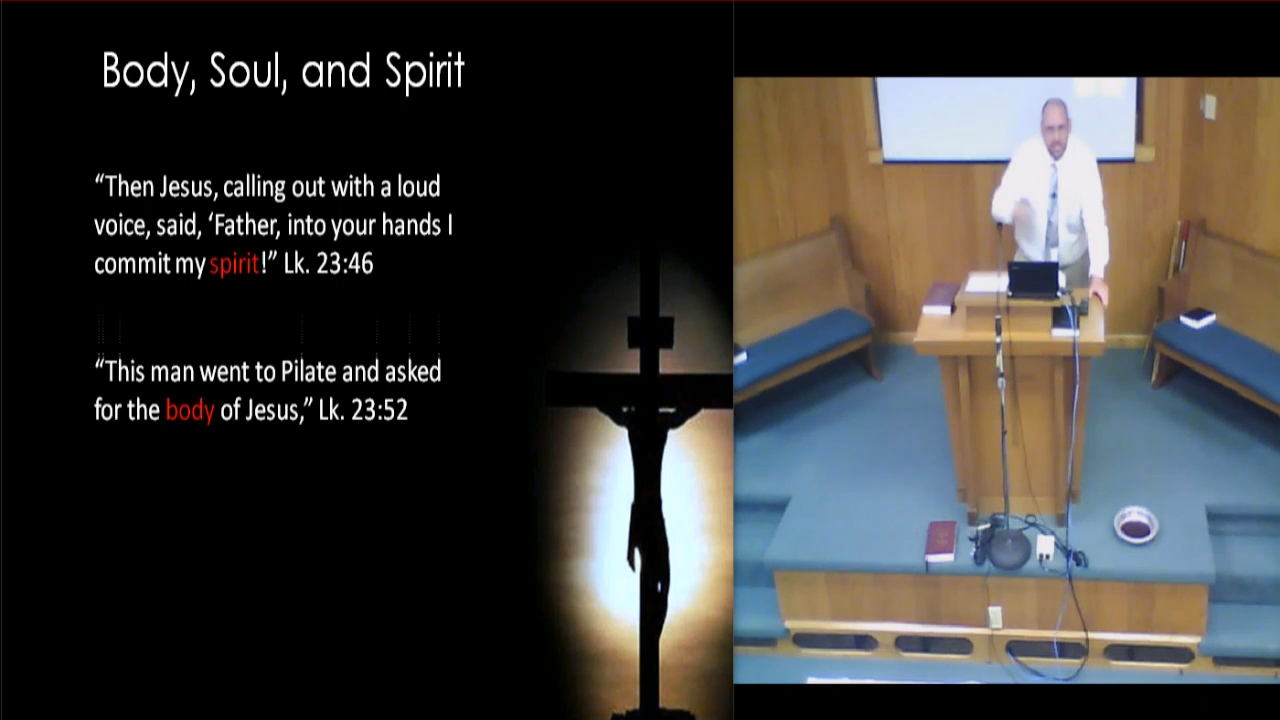 Body, Soul, and Spirit
“Then Jesus, calling out with a loud
voice, said, ‘Father, into your hands I
commit my spirit!” Lk. 23:46
“This man went to Pilate and asked
for the body of Jesus,” Lk. 23:52